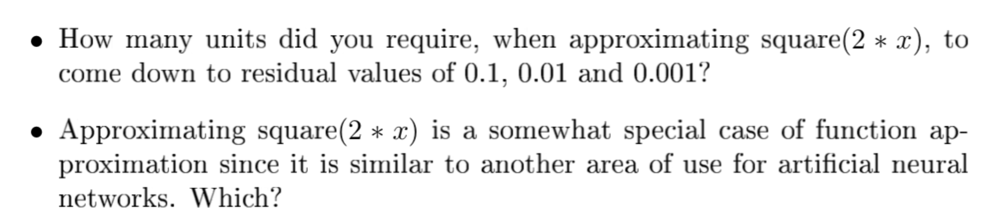 • How many units did you require, when approximating square(2 * x), to
come down to residual values of 0.1, 0.01 and 0.001?
• Approximating square(2 * x) is a somewhat special case of function ap-
proximation since it is similar to another area of use for artificial neural
networks. Which?